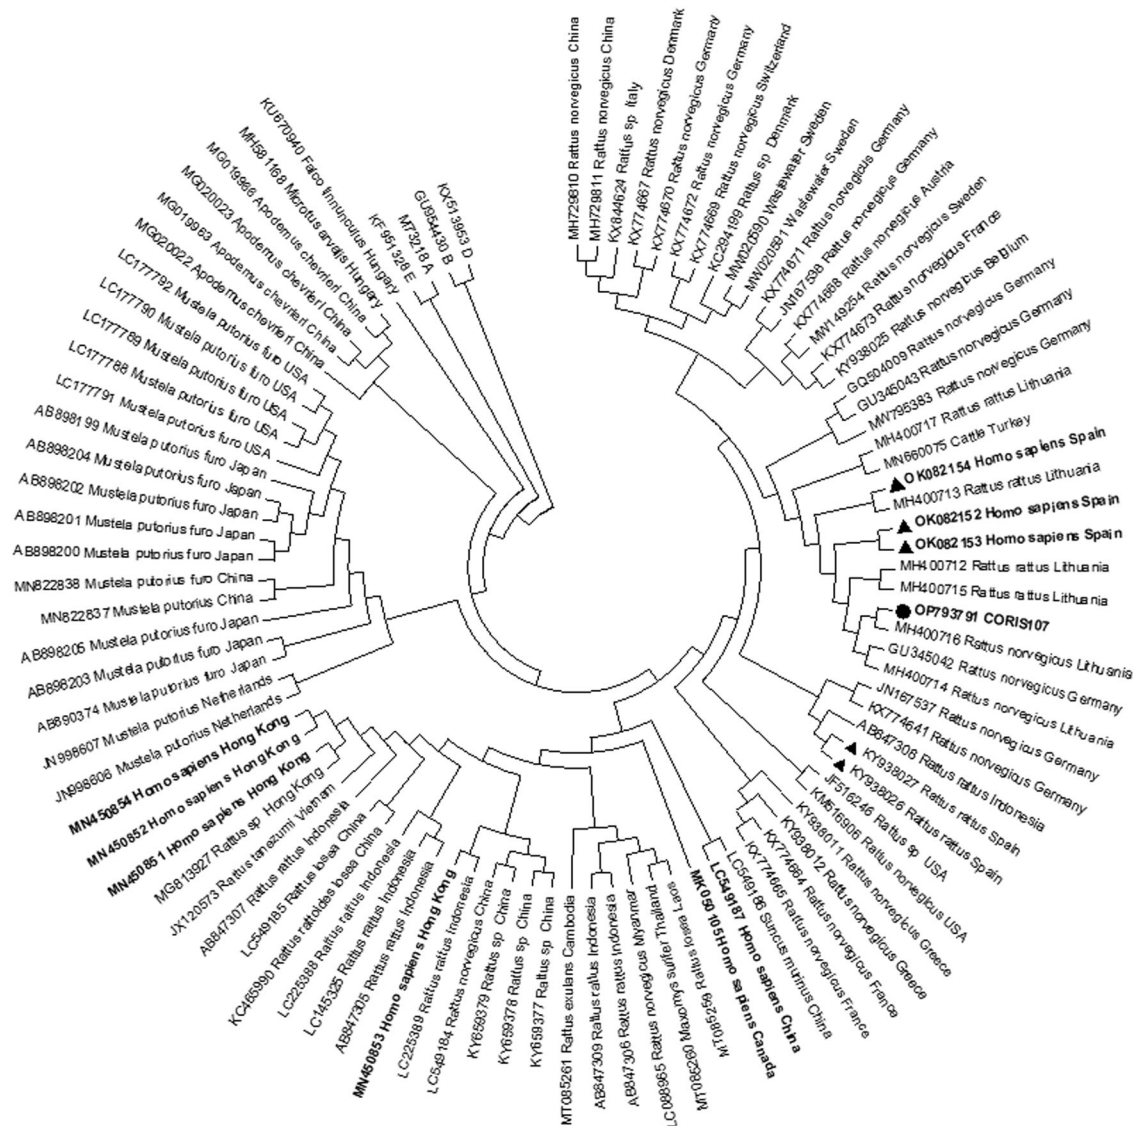 MH729810 Rattus norvegicus China
MH729811 Rattus norvegicus China
KX844624 Rattus sp Italy
KX774667 Rattus norvegicus Denmark
KX774670 Rattus norvegicus Germany
KX774672 Rattus norvegicus Germany
KX774669 Rattus norvegicus Switzerland
KC294199 Rattus sp Denmark
MW020590 Wastewater Sweden
MW020591 Wastewater Sweden
KX774671 Rattus norvegicus Germany
JN167538 Rattus norvegicus Germany
KX774668 Rattus norvegicus Austria
MW149254 Rattus norvegicus Sweden
KX774673 Rattus norvegicus France
KY938025 Rattus norvegicus Belgium
GQ504009 Rattus norvegicus Germany
GU345043 Rattus norvegicus Germany
MW795383 Rattus norvegicus Germany
MH400717 Rattus rattus Lithuania
MN660075 Cattle Turkey
OK082154 Homo sapiens Spain
MH400713 Rattus rattus Lithuania
OK082152 Homo sapiens Spain
OK082153 Homo sapiens Spain
MH400712 Rattus rattus Lithuania
MH400715 Rattus rattus Lithuania
OP793791 CORIS107
MH400716 Rattus norvegicus Lithuania
GU345042 Rattus norvegicus Germany
MH400714 Rattus norvegicus Lithuania
JN167537 Rattus norvegicus Germany
KX774641 Rattus norvegicus Germany
AB847308 Rattus rattus Indonesia
KY938027 Rattus rattus Spain
KY938026 Rattus rattus Spain
JF516246 Rattus sp USA
KM516906 Rattus norvegicus USA
KY938011 Rattus norvegicus Greece
KY938012 Rattus norvegicus Greece
KX774664 Rattus norvegicus France
KX774665 Rattus norvegicus France
LC549186 Suncus murinus China
LC549187 Homo sapiens China
MK050105 Homo sapiens Canada
MT085259 Rattus losea Laos
MT085260 Maxomys surifer Thailand
LC088965 Rattus norvegicus Myanmar
AB847306 Rattus rattus Indonesia
AB847309 Rattus rattus Indonesia
MT085261 Rattus exulans Cambodia
KY659377 Rattus sp China
KY659378 Rattus sp China
KY659379 Rattus sp China
LC549184 Rattus norvegicus China
LC225389 Rattus rattus Indonesia
MN450853 Homo sapiens Hong Kong
AB847305 Rattus rattus Indonesia
LC145325 Rattus rattus Indonesia
LC225388 Rattus rattus Indonesia
KC465990 Rattus rattoides losea China
LC549185 Rattus losea China
AB847307 Rattus rattus Indonesia
JX120573 Rattus tanezumi Vietnam
MG813927 Rattus sp Hong Kong
MN450851 Homo sapiens Hong Kong
MN450852 Homo sapiens Hong Kong
MN450854 Homo sapiens Hong Kong
JN998606 Mustela putorius Netherlands
JN998607 Mustela putorius Netherlands
AB890374 Mustela putorius furo Japan
AB898203 Mustela putorius furo Japan
AB898205 Mustela putorius furo Japan
MN822837 Mustela putorius China
MN822838 Mustela putorius furo China
AB898200 Mustela putorius furo Japan
AB898201 Mustela putorius furo Japan
AB898202 Mustela putorius furo Japan
AB898204 Mustela putorius furo Japan
AB898199 Mustela putorius furo Japan
LC177791 Mustela putorius furo USA
LC177788 Mustela putorius furo USA
LC177789 Mustela putorius furo USA
LC177790 Mustela putorius furo USA
LC177792 Mustela putorius furo USA
MG020022 Apodemus chevrieri China
MG019963 Apodemus chevrieri China
MG020023 Apodemus chevrieri China
MG019986 Apodemus chevrieri China
MH581168 Microtus arvalis Hungary
KU670940 Falco tinnunculus Hungary
KF951328 E
M73218 A
GU954430 B
KX513953 D